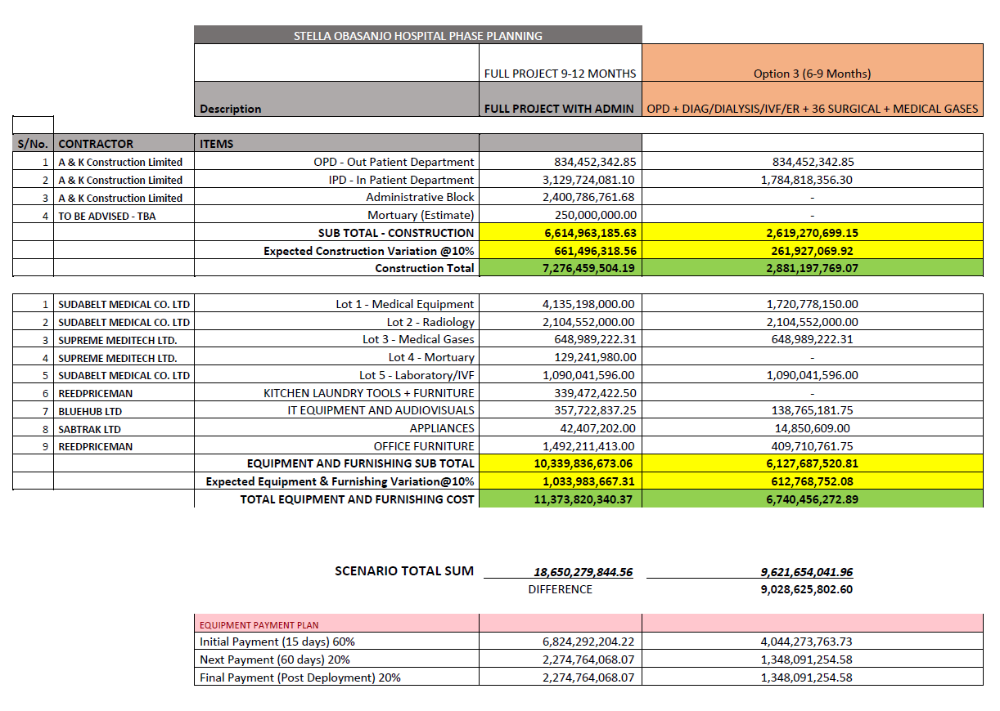 STELLA OBASANJO HOSPITAL PHASE PLANNING
FULL PROJECT 9-12 MONTHS Option 3 (6-9 Months)
Description FULL PROJECT WITH ADMIN OPD + DIAG/DIALYSIS/IVF/ER + 36 SURGICAL + MEDICAL GASES
S/No. CONTRACTOR ITEMS
1 A & K Construction Limited OPD - Out Patient Department 834,452,342.85 834,452,342.85
2 A & K Construction Limited IPD - In Patient Department 3,129,724,081.10 1,784,818,356.30
3 A & K Construction Limited Administrative Block 2,400,786,761.68 -
4 TO BE ADVISED - TBA Mortuary (Estimate) 250,000,000.00 -
SUB TOTAL - CONSTRUCTION 6,614,963,185.63 2,619,270,699.15
Expected Construction Variation @10% 661,496,318.56 261,927,069.92
Construction Total 7,276,459,504.19 2,881,197,769.07
1 SUDABELT MEDICAL CO. LTD Lot 1 - Medical Equipment 4,135,198,000.00 1,720,778,150.00
2 SUDABELT MEDICAL CO. LTD Lot 2 - Radiology 2,104,552,000.00 2,104,552,000.00
3 SUPREME MEDITECH LTD. Lot 3 - Medical Gases 648,989,222.31 648,989,222.31
4 SUPREME MEDITECH LTD. Lot 4 - Mortuary 129,241,980.00 -
5 SUDABELT MEDICAL CO. LTD Lot 5 - Laboratory/IVF 1,090,041,596.00 1,090,041,596.00
6 REEDPRICEMAN KITCHEN LAUNDRY TOOLS + FURNITURE 339,472,422.50 -
7 BLUEHUB LTD IT EQUIPMENT AND AUDIOVISUALS 357,722,837.25 138,765,181.75
8 SABTRAK LTD APPLIANCES 42,407,202.00 14,850,609.00
9 REEDPRICEMAN OFFICE FURNITURE 1,492,211,413.00 409,710,761.75
EQUIPMENT AND FURNISHING SUB TOTAL 10,339,836,673.06 6,127,687,520.81
Expected Equipment & Furnishing Variation@10% 1,033,983,667.31 612,768,752.08
TOTAL EQUIPMENT AND FURNISHING COST 11,373,820,340.37 6,740,456,272.89
SCENARIO TOTAL SUM 18,650,279,844.56 9,621,654,041.96
DIFFERENCE 9,028,625,802.60
EQUIPMENT PAYMENT PLAN
Initial Payment (15 days) 60% 6,824,292,204.22 4,044,273,763.73
Next Payment (60 days) 20% 2,274,764,068.07 1,348,091,254.58
Final Payment (Post Deployment) 20% 2,274,764,068.07 1,348,091,254.58